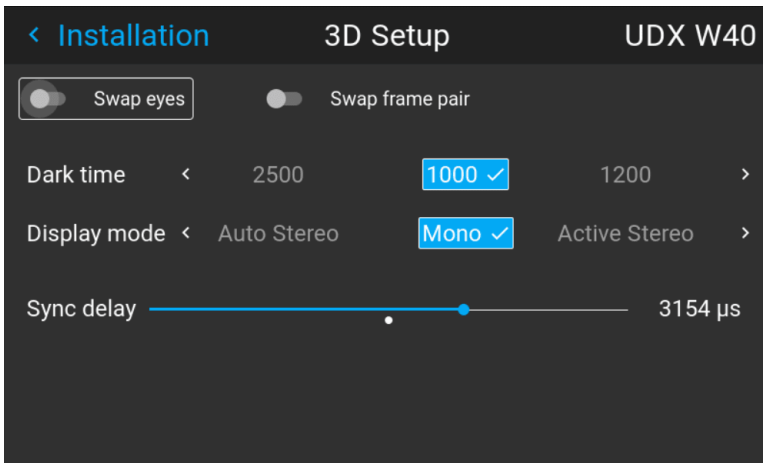 Installation 3D Setup UDX W40
Swap eyes Swap frame pair
Dark time 2500 1000 1200
Display mode Auto Stereo Mono Active Stereo
Sync delay 3154 μs